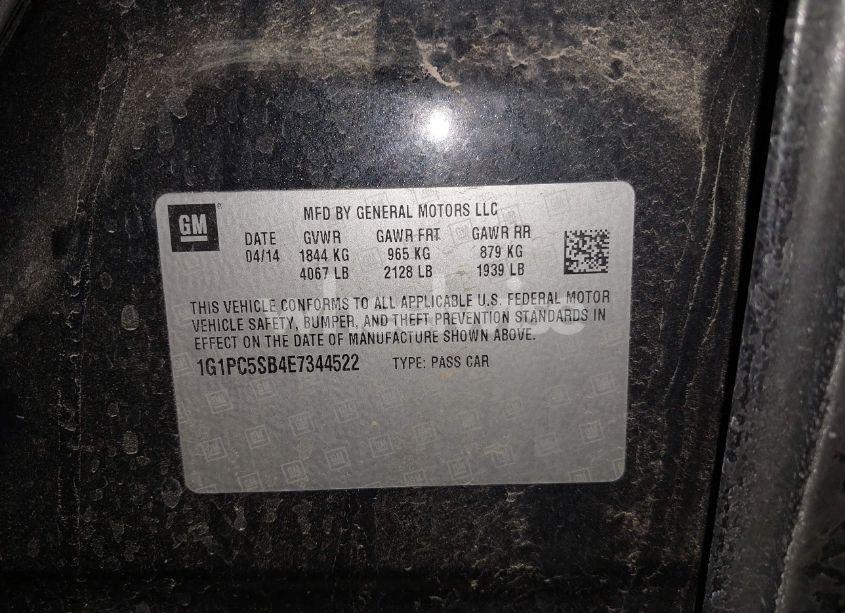 GM
MFD BY GENERAL MOTORS LLC
DATE GVWR GAWR FRT GAWR RR
04/14 1844 KG 965 KG 879 KG
4067 LB 2128 LB 1939 LB
THIS VEHICLE CONFORMS TO ALL APPLICABLE U.S. FEDERAL MOTOR
VEHICLE SAFETY, BUMPER, AND THEFT PREVENTION STANDARDS IN
EFFECT ON THE DATE OF MANUFACTURE SHOWN ABOVE.
1G1PC5SB4E7344522 TYPE: PASS CAR